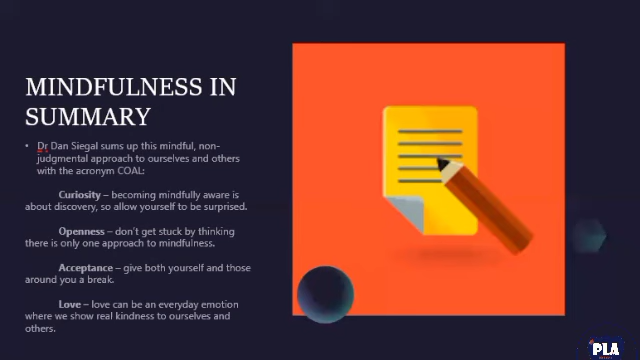 MINDFULNESS IN
SUMMARY
• Dr Dan Siegal sums up this mindful, non-
judgmental approach to ourselves and others
with the acronym COAL:
Curiosity – becoming mindfully aware is
about discovery, so allow yourself to be surprised.
Openness – don't get stuck by thinking
there is only one approach to mindfulness.
Acceptance – give both yourself and those
around you a break.
Love – love can be an everyday emotion
where we show real kindness to ourselves and
others.
PLA